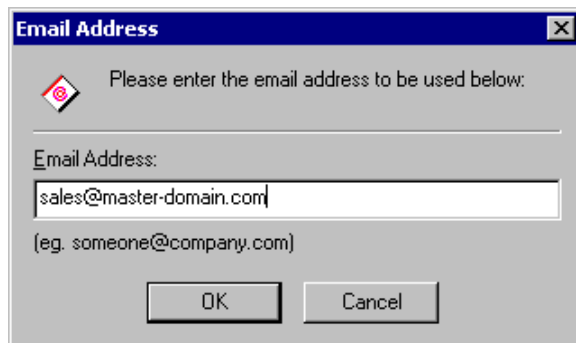 Email Address
Please enter the email address to be used below:
Email Address:
sales@master-domain.com
(eg. someone@company.com)
OK Cancel